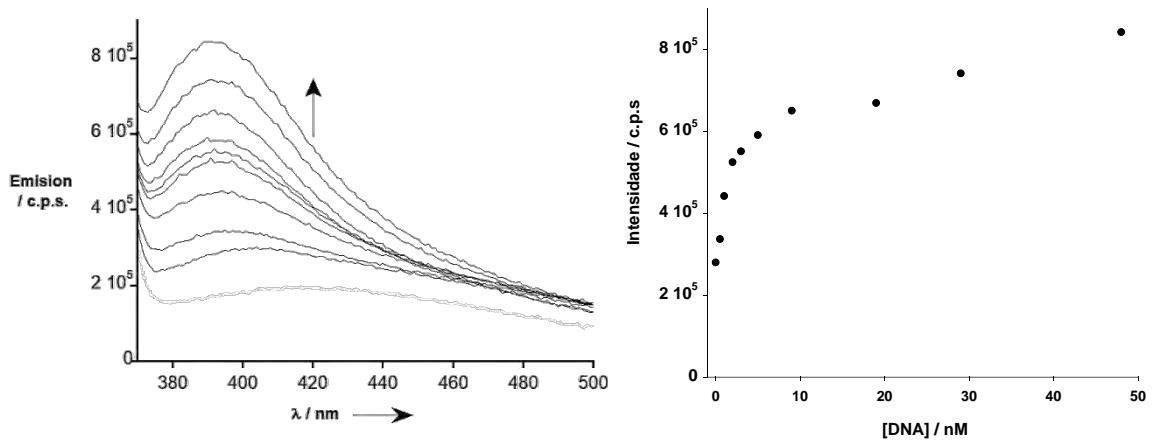 8 10⁵
6 10⁵
Emision
/ c.p.s.
4 10⁵
2 10⁵
0
380 400 420 440 460 480 500
λ / nm
8 10⁵
6 10⁵
Intensidade / c.p.s
4 10⁵
2 10⁵
0
0 10 20 30 40 50
[DNA] / nM